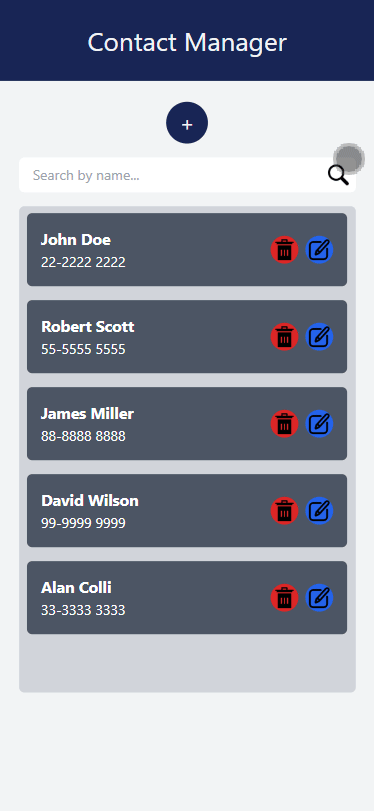 Contact Manager
+
Search by name...
John Doe
22-2222 2222
Robert Scott
55-5555 5555
James Miller
88-8888 8888
David Wilson
99-9999 9999
Alan Colli
33-3333 3333